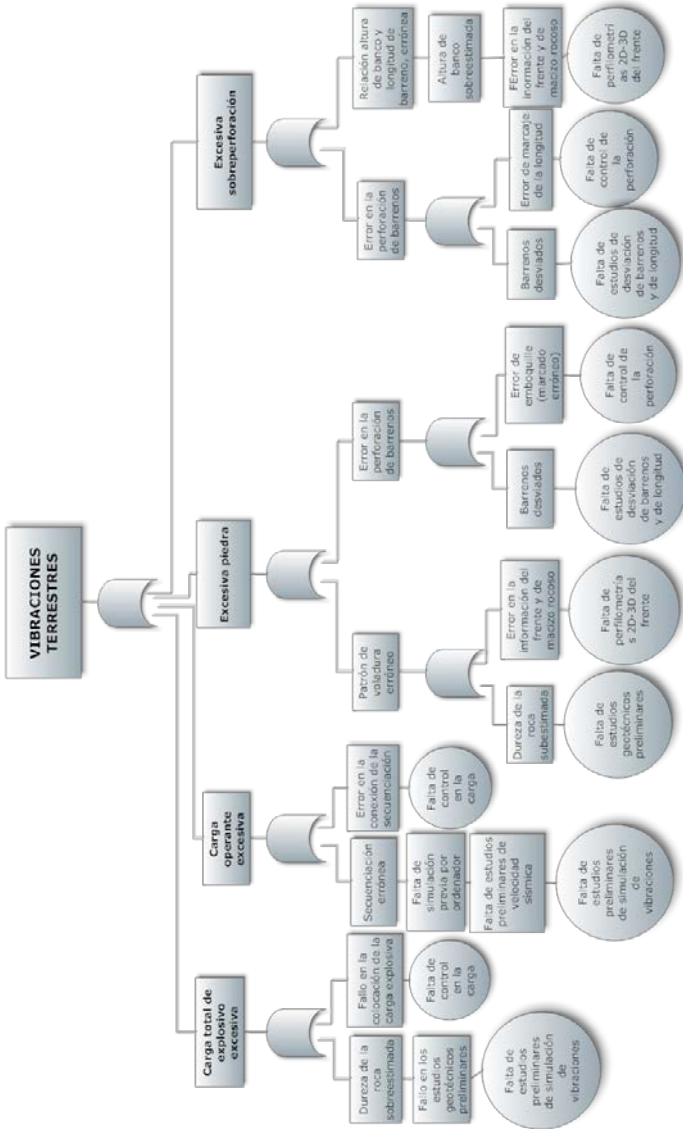 VIBRACIONES
TERRESTRES
Carga total de
explosivo
excesiva
Carga
operante
excesiva
Excesiva piedra
Excesiva
sobreperforación
Dureza de la
roca
sobreestimada
Fallo en la
colocación de la
carga explosiva
Secuenciación
errónea
Error en la
conexión de la
secuenciación
Patrón de
voladura
erróneo
Error en la
perforación
de barrenos
Error en la
perforación
de barrenos
Relación altura
de banco y
longitud de
barreno, errónea
Fallo en los
estudios
geotécnicos
preliminares
Falta de
control
en la
carga
Falta de
simulación
previa por
ordenador
Falta de
control
en la carga
Altura de
banco
sobreestimada
Falta de
estudios
preliminares
de simulación
de
vibraciones
Falta de estudios
preliminares de
velocidad
sísmica
Dureza de la
roca
subestimada
Error en la
información del
frente y de
macizo rocoso
Barrenos
desviados
Error de
emboquille
(marcado
erróneo)
Barrenos
desviados
Error de marcaje
de la longitud
FError en la
inormación del
frente y de
macizo rocoso
Falta de
estudios
preliminares
de simulación
de
vibraciones
Falta de
estudios
geotécnicos
preliminares
Falta de
perfilometría
s 2D-3D del
frente
Falta de
estudios de
desviación
de barrenos
y de longitud
Falta de
control de
la
perforación
Falta de
estudios de
desviación
de barrenos
y de longitud
Falta de
control de
la
perforación
Falta de
perfilometrí
as 2D-3D
del frente